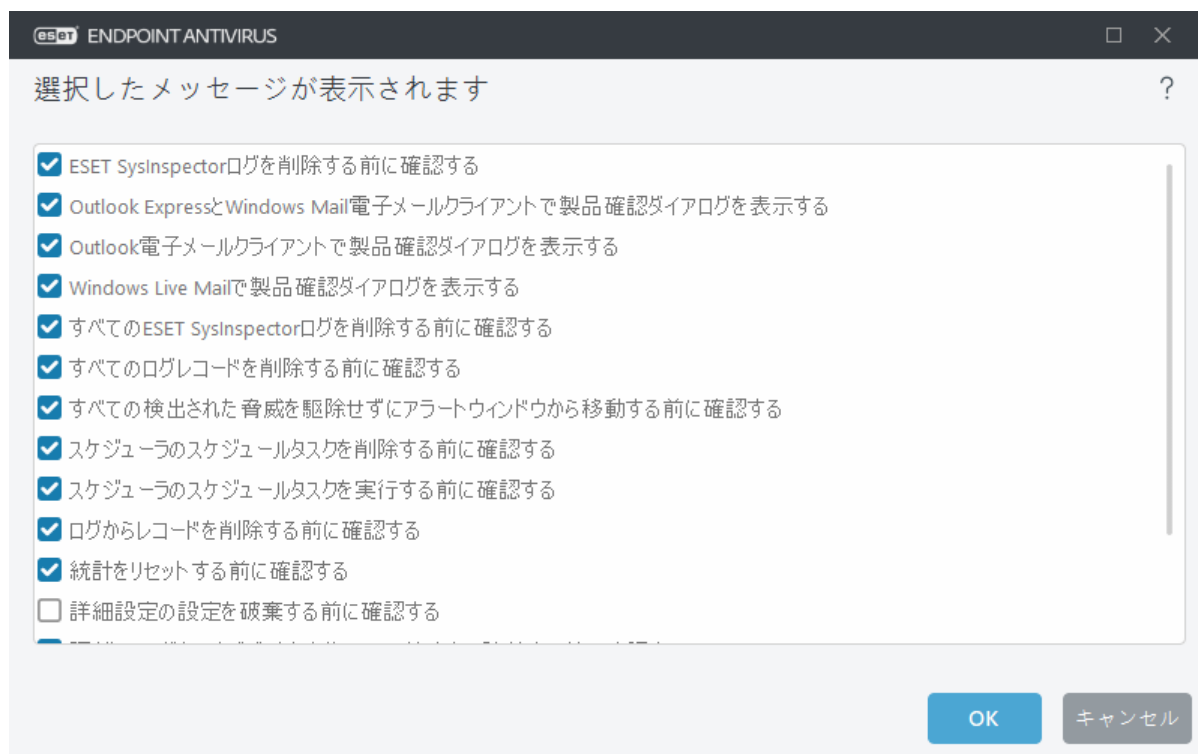 eset ENDPOINT ANTIVIRUS
選択したメッセージが表示されます
?
ESET SysInspectorログを削除する前に確認する
Outlook ExpressとWindows Mail電子メールクライアントで製品確認ダイアログを表示する
Outlook電子メールクライアントで製品確認ダイアログを表示する
Windows Live Mailで製品確認ダイアログを表示する
すべてのESET SysInspectorログを削除する前に確認する
すべてのログレコードを削除する前に確認する
すべての検出された脅威を駆除せずにアラートウィンドウから移動する前に確認する
スケジューラのスケジュールタスクを削除する前に確認する
スケジューラのスケジュールタスクを実行する前に確認する
ログからレコードを削除する前に確認する
統計をリセットする前に確認する
詳細設定の設定を破棄する前に確認する
OK
キャンセル